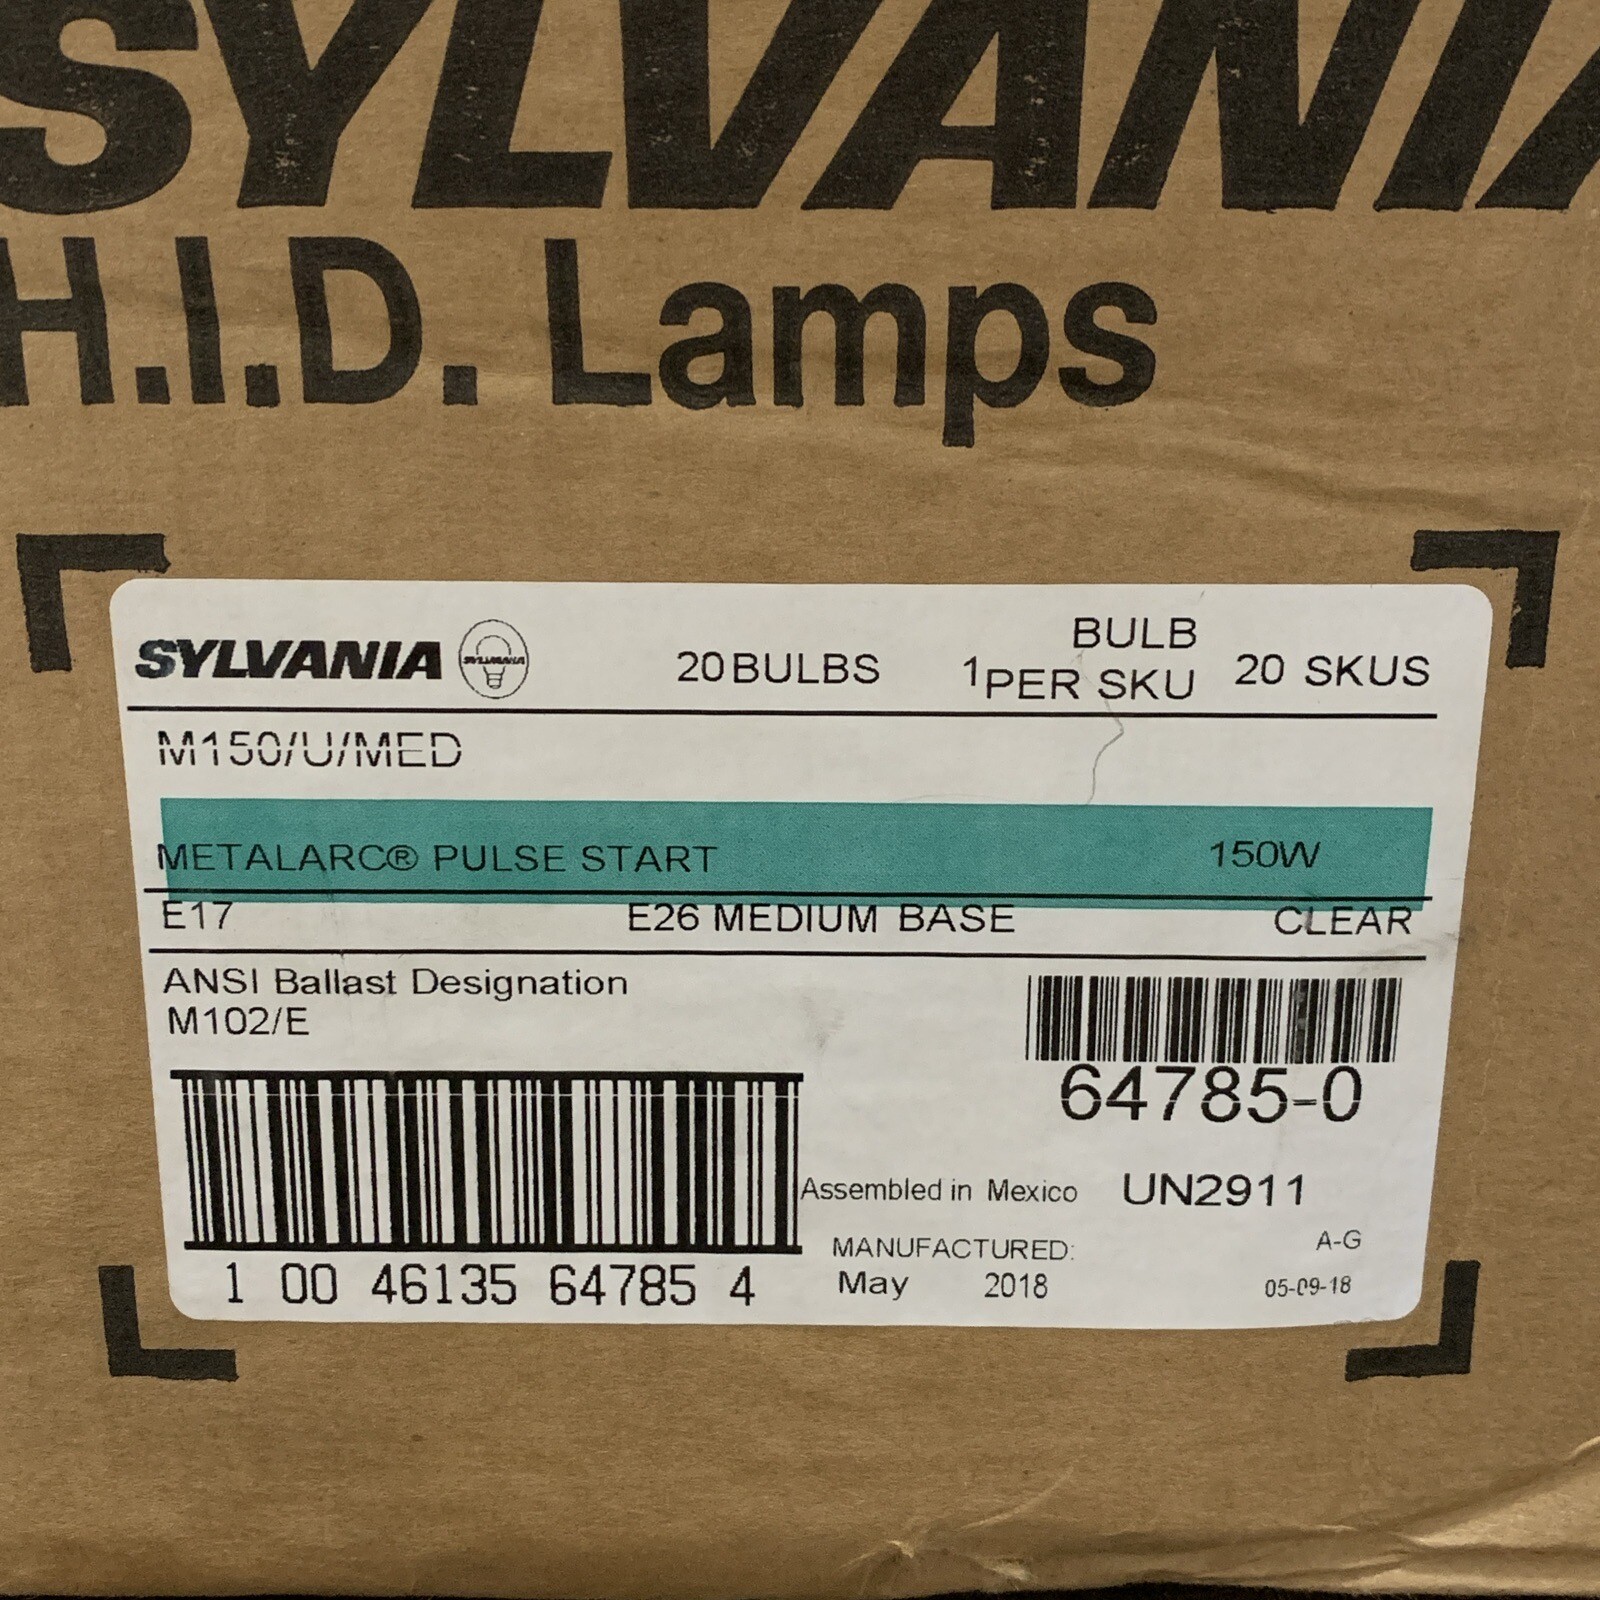 SYLVANIA
H.I.D. Lamps
SYLVANIA SYLVANIA 20 BULBS 1 BULB PER SKU 20 SKUS
M150/U/MED
METALARC® PULSE START 150W
E17 E26 MEDIUM BASE CLEAR
ANSI Ballast Designation
M102/E
64785-0
Assembled in Mexico UN2911
MANUFACTURED: A-G
May 2018 05-09-18
1 00 46135 64785 4